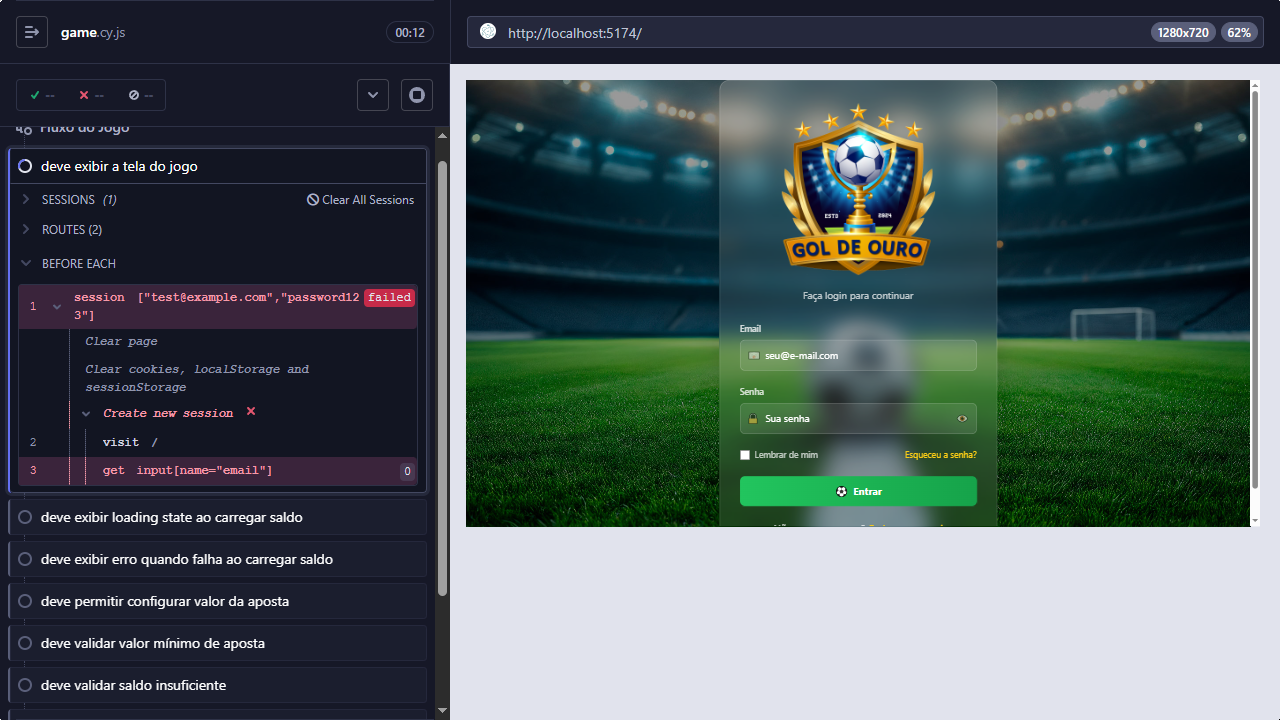 game.cy.js
00:12
--
--
--
Fluxo do Jogo
deve exibir a tela do jogo
SESSIONS (1)
Clear All Sessions
ROUTES (2)
BEFORE EACH
1
session ["test@example.com","password12
3"]
failed
Clear page
Clear cookies, localStorage and
sessionStorage
Create new session
2 visit /
3 get input[name="email"] 0
deve exibir loading state ao carregar saldo
deve exibir erro quando falha ao carregar saldo
deve permitir configurar valor da aposta
deve validar valor mínimo de aposta
deve validar saldo insuficiente
http://localhost:5174/
1280x720
62%
ESTD 2024
GOL DE OURO
Faça login para continuar
Email
seu@e-mail.com
Senha
Sua senha
Lembrar de mim
Esqueceu a senha?
Entrar